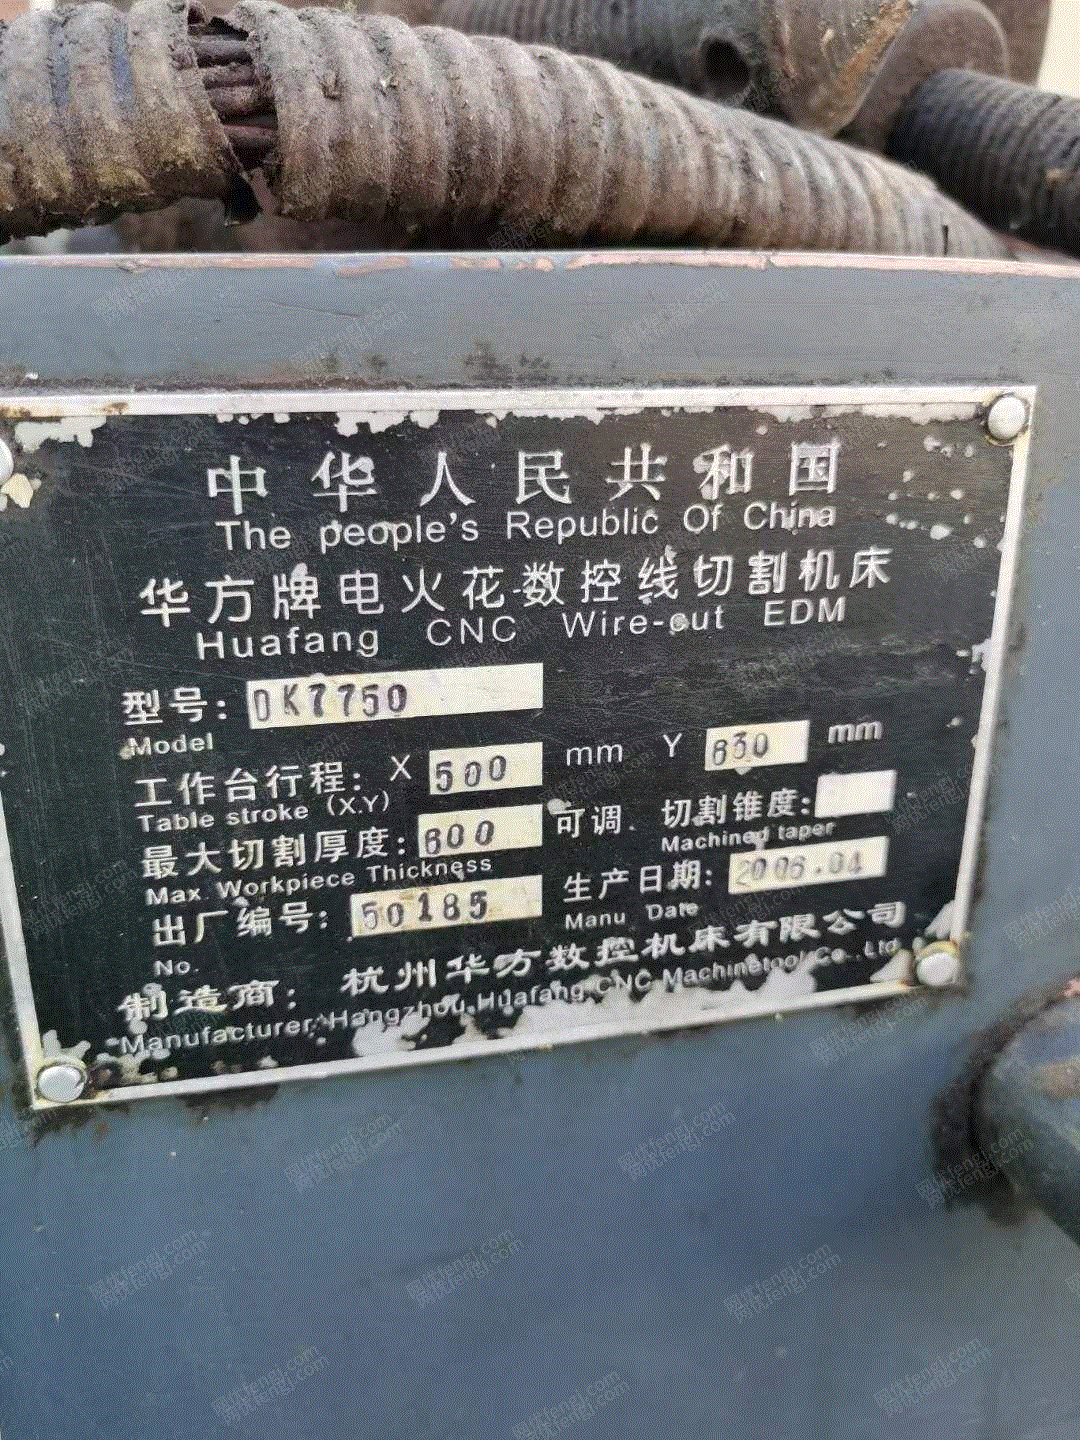 中华人民共和国
The people's Republic Of China
华方牌电火花数控线切割机床
Huafang CNC Wire-cut EDM
型号: DK7750
Model
工作台行程: X 500 mm Y 630 mm
Table stroke (X.Y)
最大切割厚度: 600 可调 切割锥度:
Max Workpiece Thickness Machined taper
出厂编号: 50185 生产日期: 2006.04
No. Manu Date
制造商: 杭州华方数控机床有限公司
Manufacturer Hangzhou Huafang CNC Machinetool Co.,Ltd